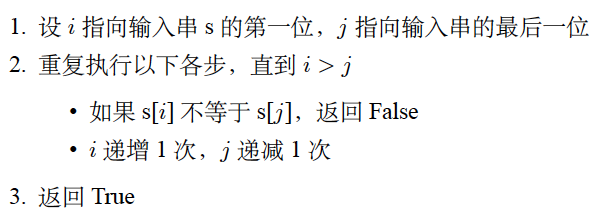 1. 设 i 指向输入串 s 的第一位，j 指向输入串的最后一位
2. 重复执行以下各步，直到 i > j
• 如果 s[i] 不等于 s[j]，返回 False
• i 递增 1 次，j 递减 1 次
3. 返回 True